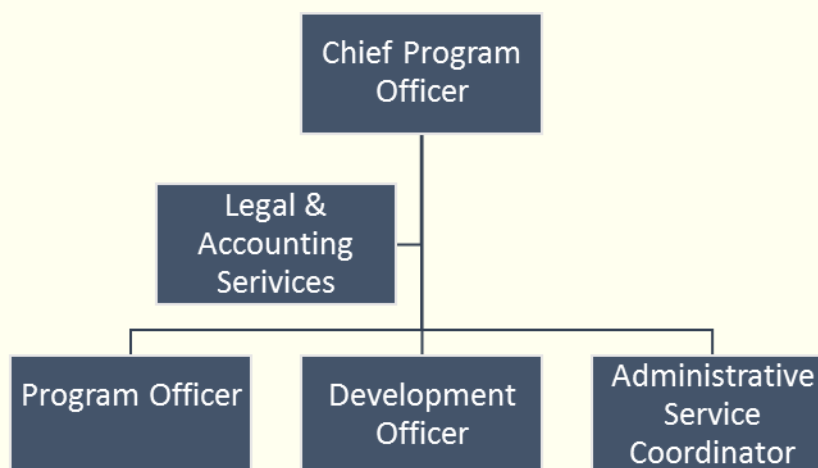 Chief Program
Officer
Legal &
Accounting
Serivices
Program Officer
Development
Officer
Administrative
Service
Coordinator